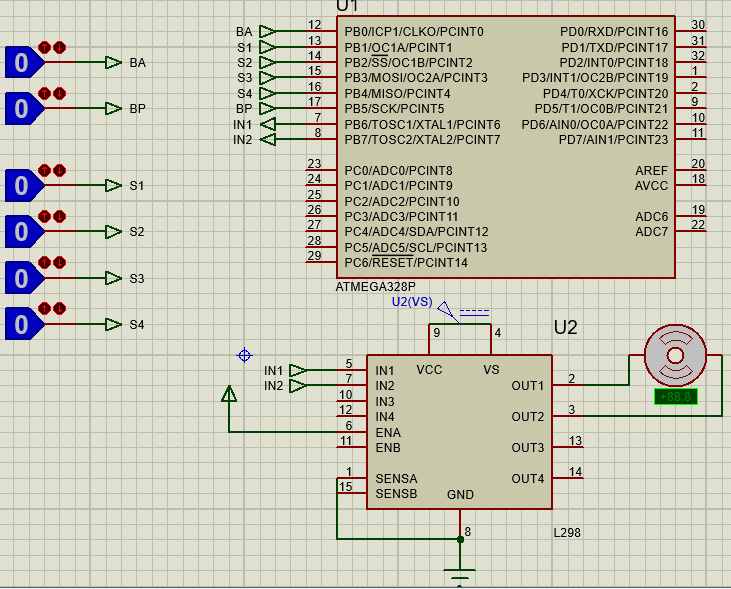 U1
BA 12 PB0/ICP1/CLKO/PCINT0 PD0/RXD/PCINT16 30
S1 13 PB1/OC1A/PCINT1 PD1/TXD/PCINT17 31
S2 14 PB2/SS/OC1B/PCINT2 PD2/INT0/PCINT18 32
S3 15 PB3/MOSI/OC2A/PCINT3 PD3/INT1/OC2B/PCINT19 1
S4 16 PB4/MISO/PCINT4 PD4/T0/XCK/PCINT20 2
BP 17 PB5/SCK/PCINT5 PD5/T1/OC0B/PCINT21 9
IN1 7 PB6/TOSC1/XTAL1/PCINT6 PD6/AIN0/OC0A/PCINT22 10
IN2 8 PB7/TOSC2/XTAL2/PCINT7 PD7/AIN1/PCINT23 11
23 PC0/ADC0/PCINT8 AREF 20
24 PC1/ADC1/PCINT9 AVCC 18
25 PC2/ADC2/PCINT10
26 PC3/ADC3/PCINT11 ADC6 19
27 PC4/ADC4/SDA/PCINT12 ADC7 22
28 PC5/ADC5/SCL/PCINT13
29 PC6/RESET/PCINT14
ATMEGA328P
0 BA
0 BP
0 S1
0 S2
0 S3
0 S4
U2(VS)
U2
9 4
VCC VS
IN1 5 IN1
IN2 7 IN2 OUT1 2
10 IN3
12 IN4 OUT2 3
6 ENA
11 ENB OUT3 13
1 SENSA OUT4 14
15 SENSB GND
8
L298
+88.8